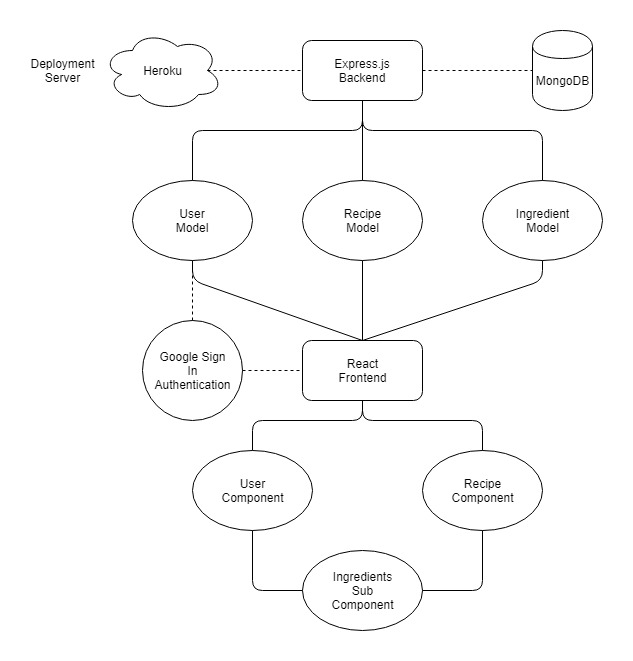 Deployment
Server
Heroku
Express.js
Backend
MongoDB
User
Model
Recipe
Model
Ingredient
Model
Google Sign
In
Authentication
React
Frontend
User
Component
Recipe
Component
Ingredients
Sub
Component